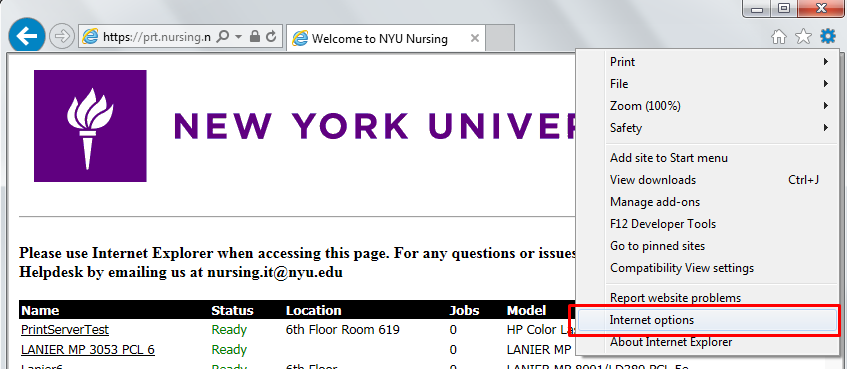 https://prt.nursing.n
Welcome to NYU Nursing
Print
File
Zoom (100%)
Safety
Add site to Start menu
View downloads Ctrl+J
Manage add-ons
F12 Developer Tools
Go to pinned sites
Compatibility View settings
Report website problems
Internet options
About Internet Explorer
NEW YORK UNIVER
Please use Internet Explorer when accessing this page. For any questions or issues
Helpdesk by emailing us at nursing.it@nyu.edu
Name Status Location Jobs Model
PrintServerTest Ready 6th Floor Room 619 0 HP Color La
LANIER MP 3053 PCL 6 Ready 0 LANIER MP
Lanier6 Ready 6th Floor 0 LANIER MP 8001/LD280 PCL 5e